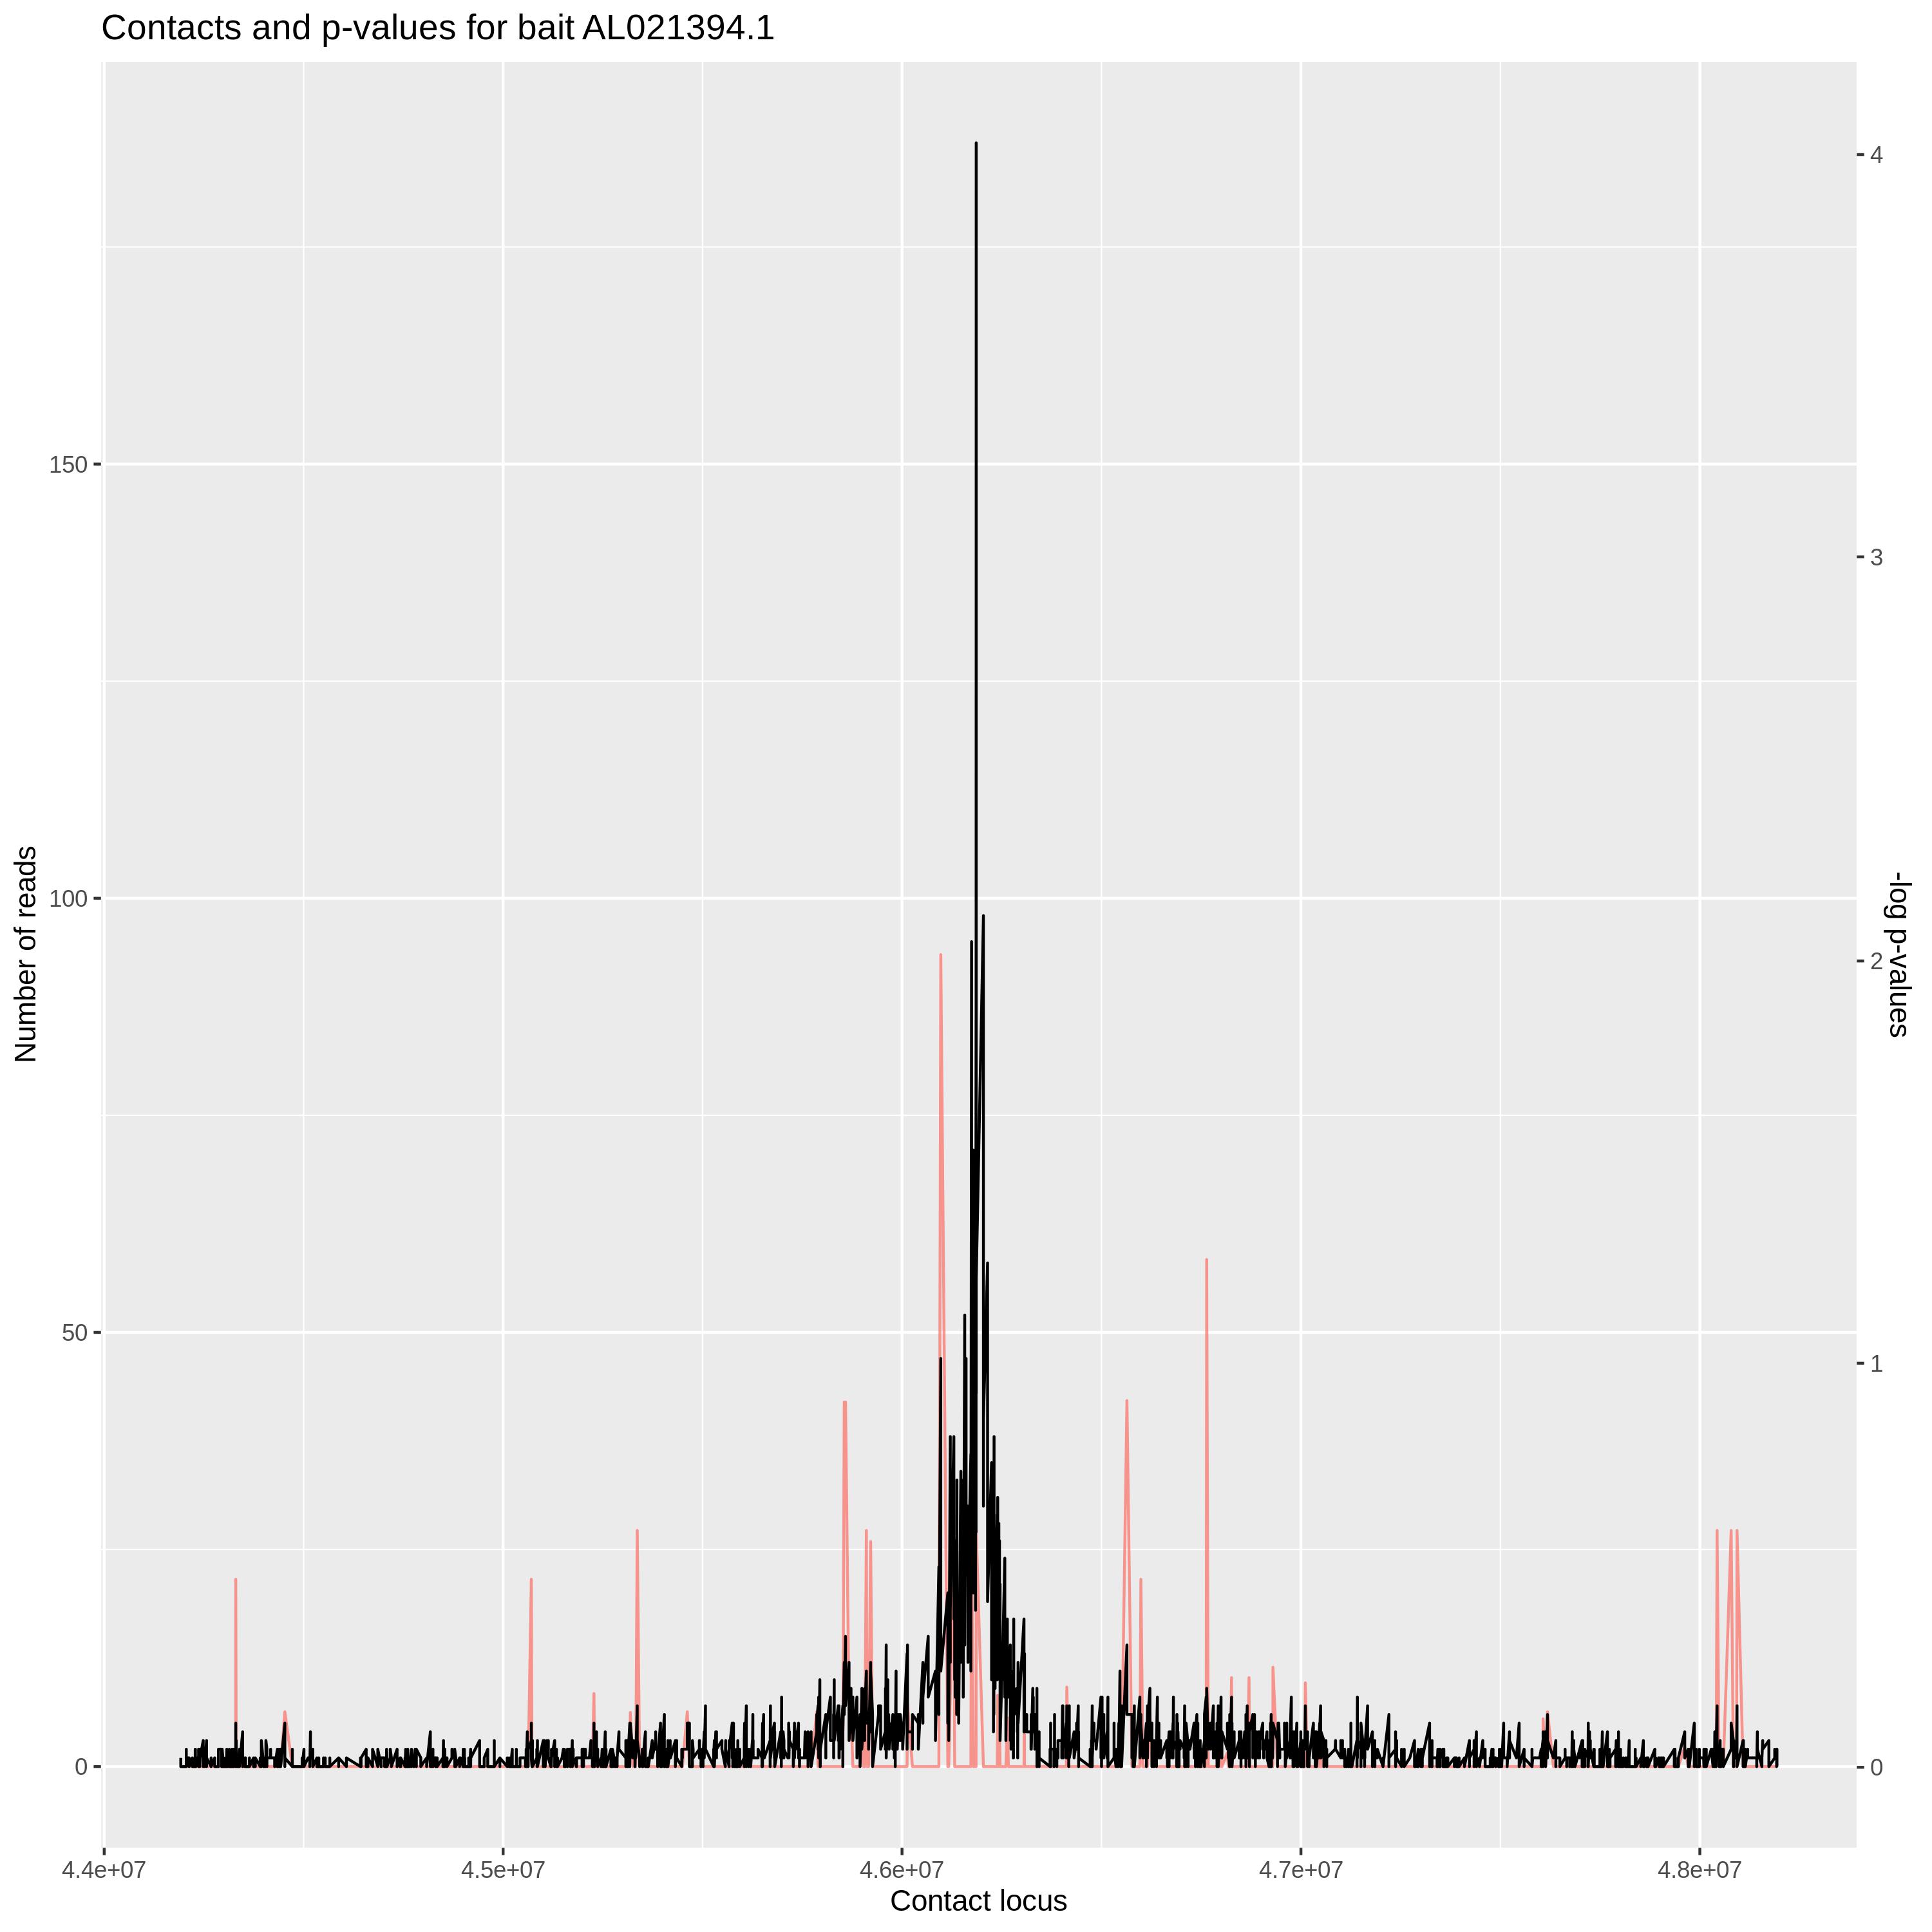 Contacts and p-values for bait AL021394.1
150
100
50
0
Number of reads
4
3
2
1
0
-log p-values
4.4e+07
4.5e+07
4.6e+07
4.7e+07
4.8e+07
Contact locus